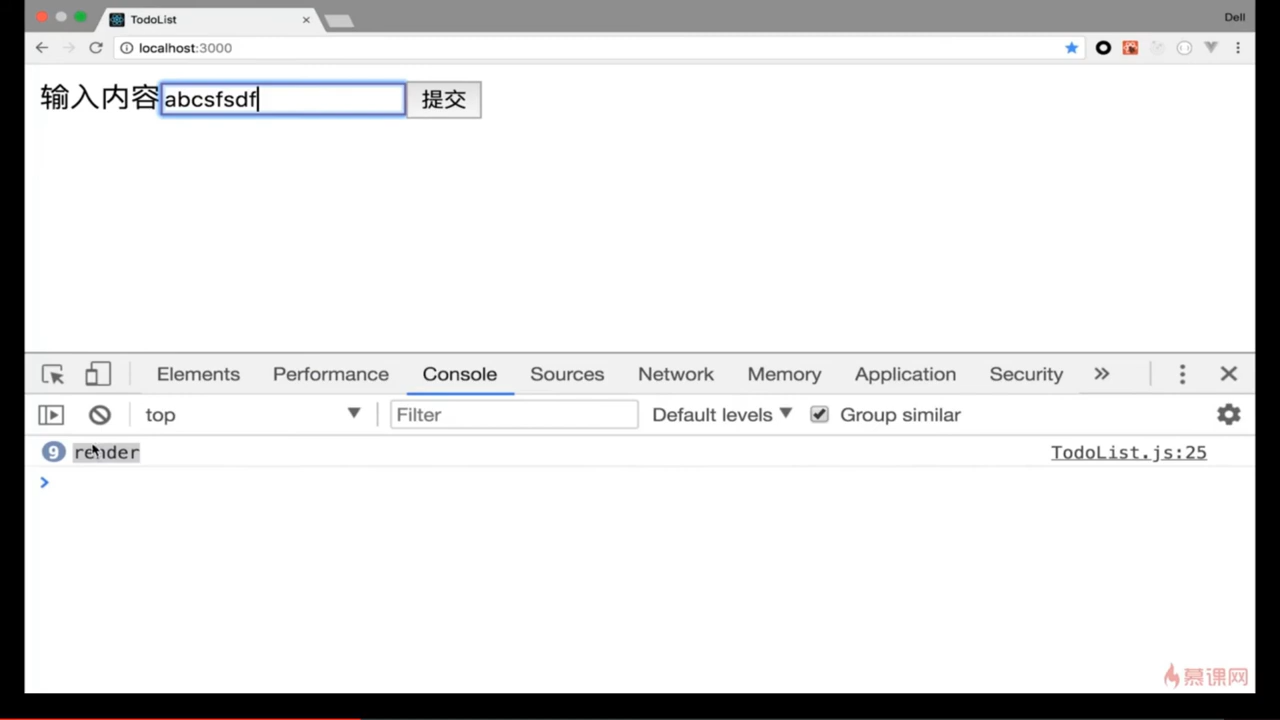 TodoList
Dell
localhost:3000
输入内容 abcsfsdf 提交
Elements Performance Console Sources Network Memory Application Security
top Filter Default levels Group similar
9 render TodoList.js:25
慕课网